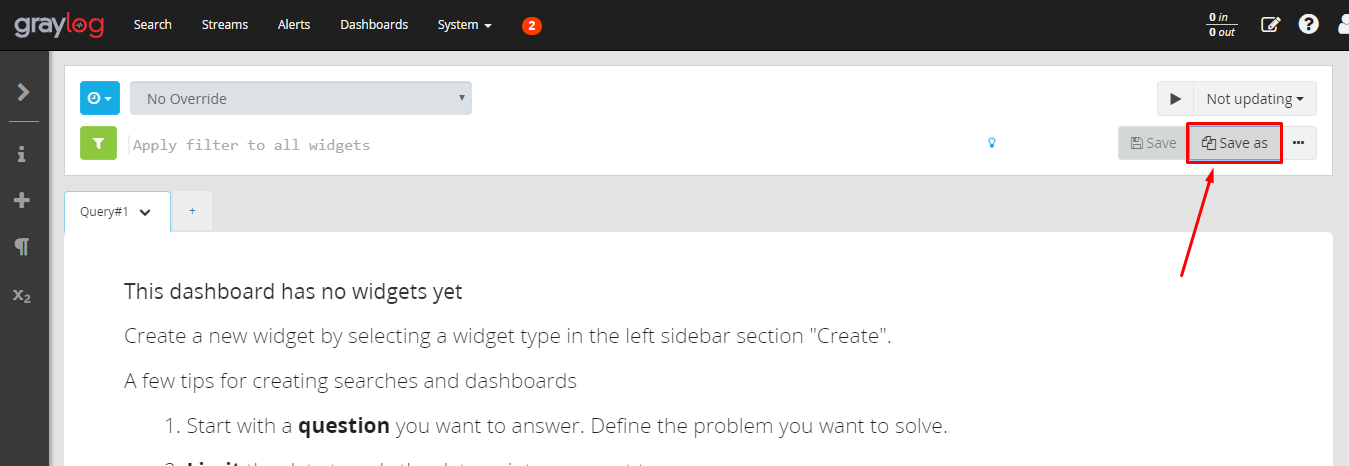 graylog Search Streams Alerts Dashboards System 2 0 in
0 out
No Override Not updating
Apply filter to all widgets Save Save as
Query#1 +
This dashboard has no widgets yet
Create a new widget by selecting a widget type in the left sidebar section "Create".
A few tips for creating searches and dashboards
1. Start with a question you want to answer. Define the problem you want to solve.